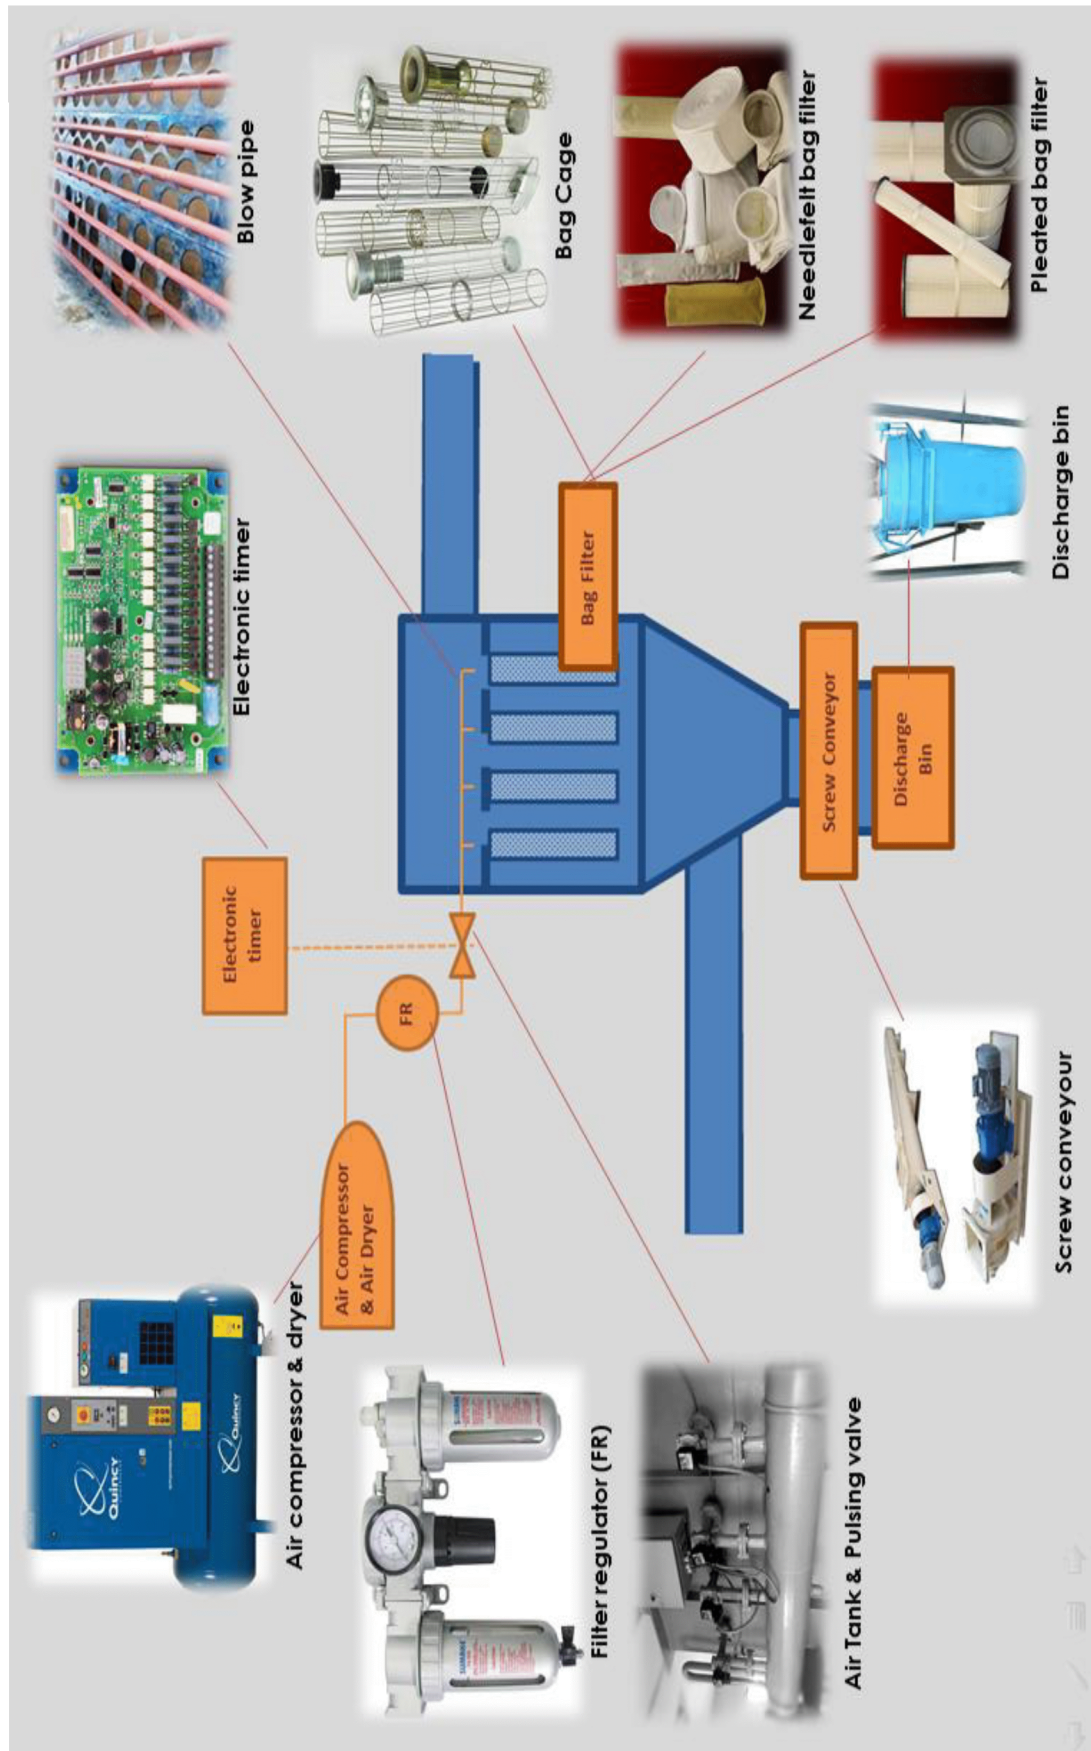 Quincy
Quincy
Air compressor & dryer
Electronic timer
Blow pipe
Electronic
timer
Air Compressor
& Air Dryer
FR
Filter regulator (FR)
Bag Cage
Bag Filter
Needlefelt bag filter
Air Tank & Pulsing valve
Screw Conveyor
Discharge
Bin
Pleated bag filter
Screw conveyour
Discharge bin